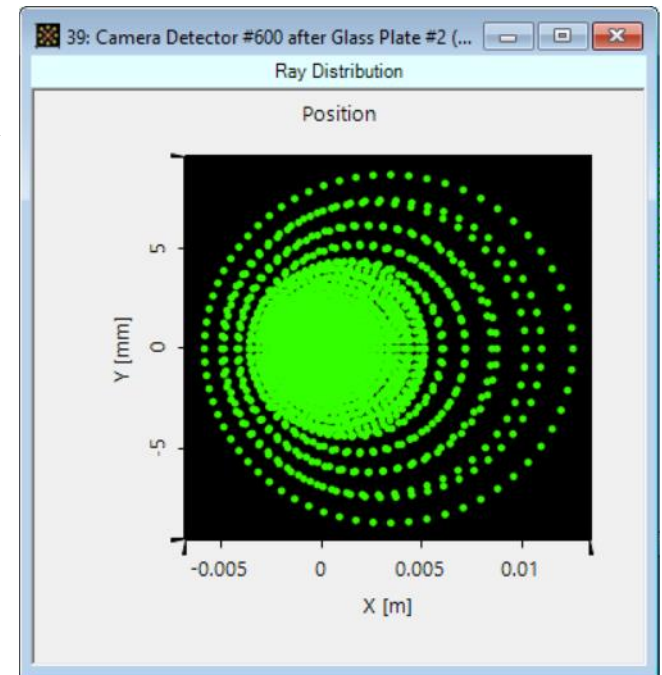 39: Camera Detector #600 after Glass Plate #2 (...
Ray Distribution
Position
Y [mm]
5
0
-5
-0.005 0 0.005 0.01
X [m]